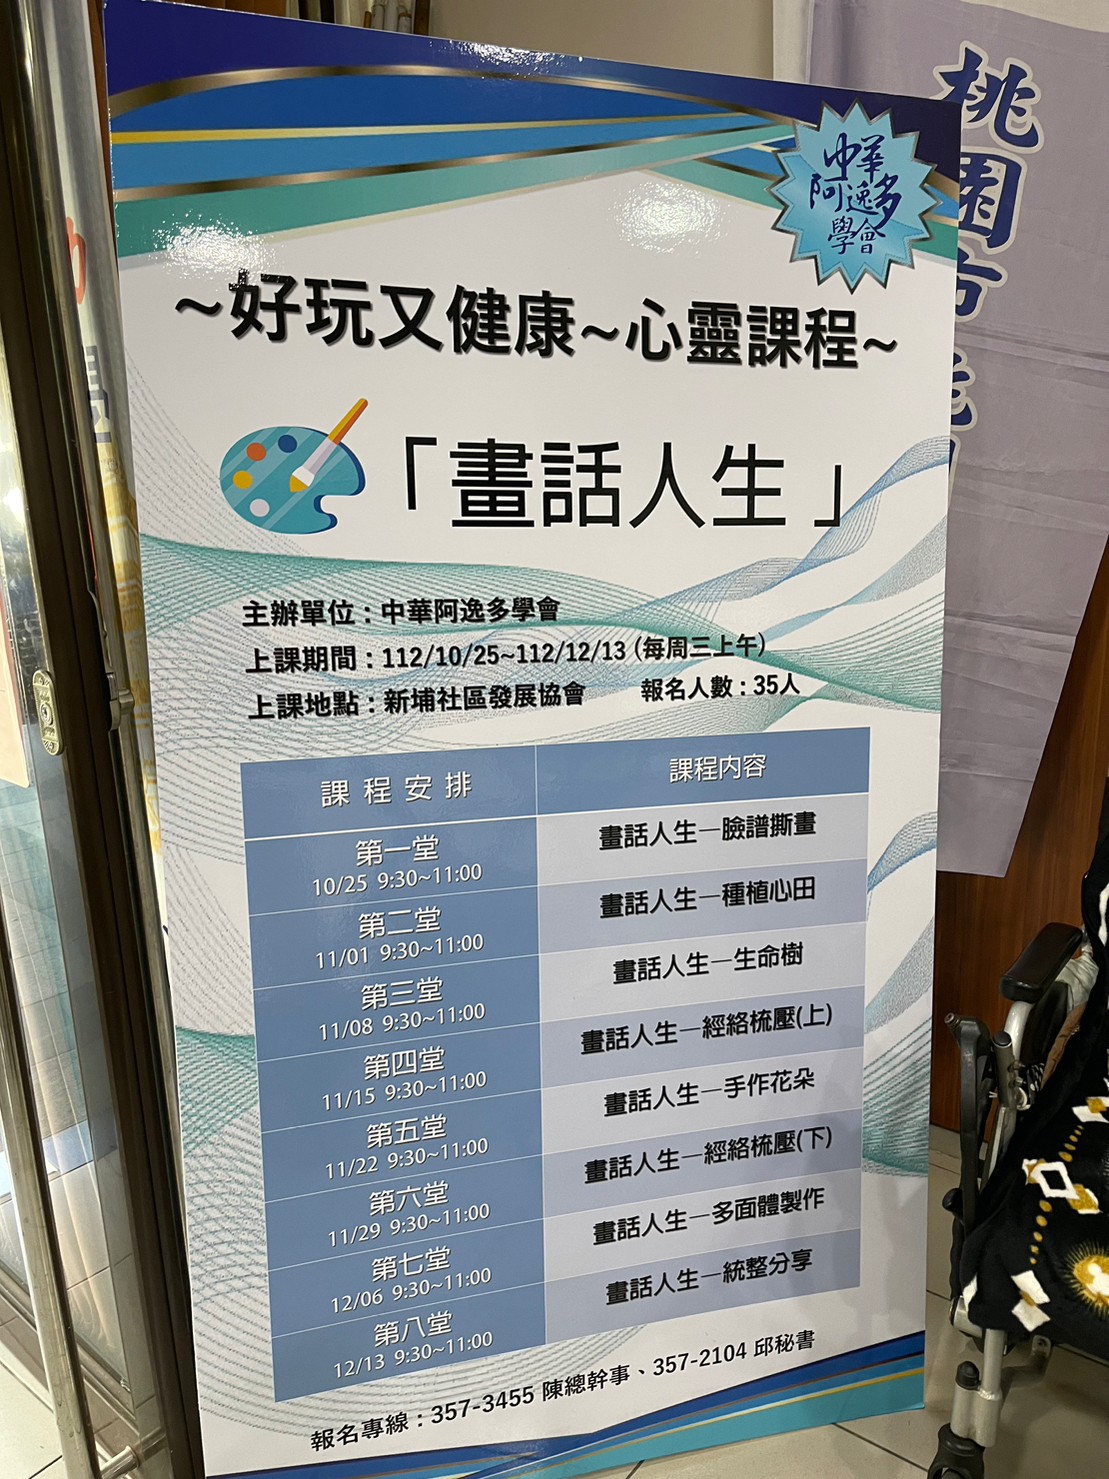 中華
阿逸多
學會
桃園市
~好玩又健康~心靈課程~
「畫話人生」
主辦單位：中華阿逸多學會
上課期間：112/10/25~112/12/13 (每周三上午)
上課地點：新埔社區發展協會 報名人數：35人
課程安排 課程內容
第一堂
10/25 9:30~11:00
畫話人生—臉譜撕畫
第二堂
11/01 9:30~11:00
畫話人生—種植心田
第三堂
11/08 9:30~11:00
畫話人生—生命樹
第四堂
11/15 9:30~11:00
畫話人生—經絡梳壓(上)
第五堂
11/22 9:30~11:00
畫話人生—手作花朵
第六堂
11/29 9:30~11:00
畫話人生—經絡梳壓(下)
第七堂
12/06 9:30~11:00
畫話人生—多面體製作
第八堂
12/13 9:30~11:00
畫話人生—統整分享
報名專線：357-3455 陳總幹事、357-2104 邱秘書